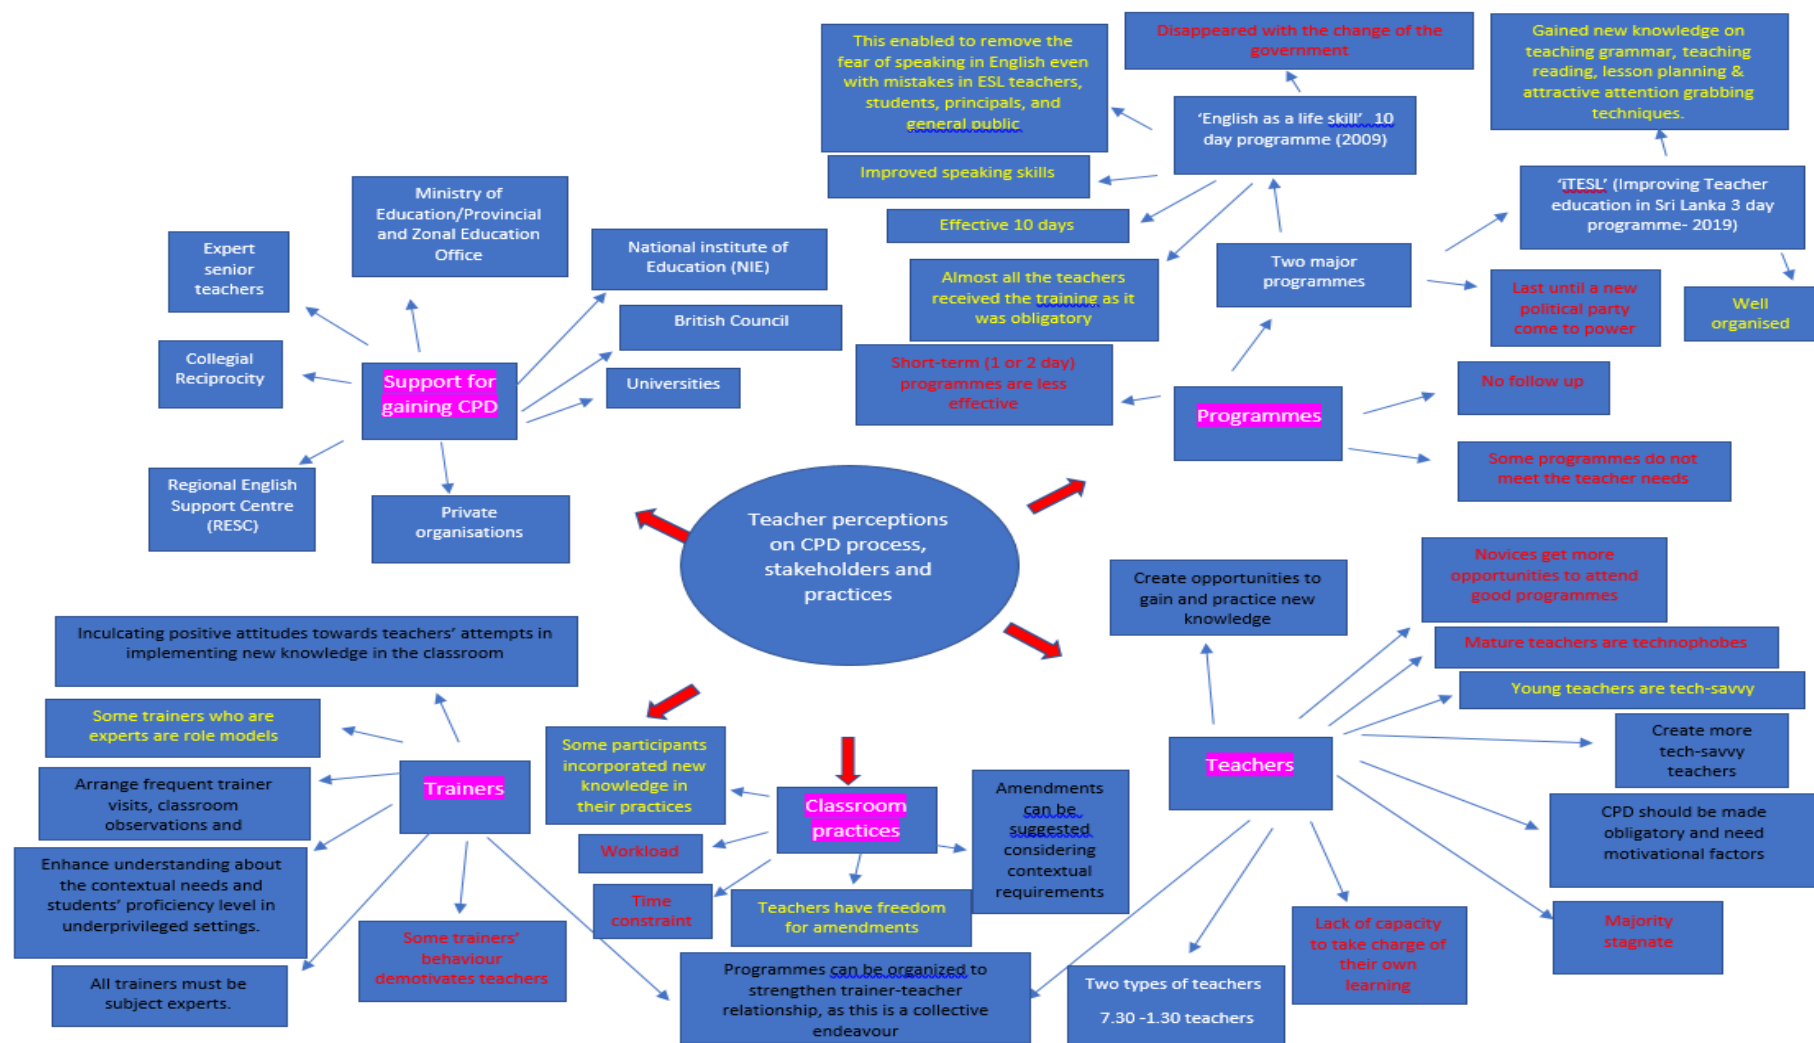 This enabled to remove the
fear of speaking in English even
with mistakes in ESL teachers,
students, principals, and
general public
Disappeared with the change of the
government
Gained new knowledge on
teaching grammar, teaching
reading, lesson planning &
attractive attention grabbing
techniques.
'English as a life skill' 10
day programme (2009)
Improved speaking skills
Effective 10 days
Almost all the teachers
received the training as it
was obligatory
'iTESL' (Improving Teacher
education in Sri Lanka 3 day
programme- 2019)
Two major
programmes
Last until a new
political party
come to power
Well
organised
Short-term (1 or 2 day)
programmes are less
effective
Programmes
No follow up
Some programmes do not
meet the teacher needs
Ministry of
Education/Provincial
and Zonal Education
Office
Expert
senior
teachers
National institute of
Education (NIE)
British Council
Collegial
Reciprocity
Support for
gaining CPD
Universities
Regional English
Support Centre
(RESC)
Private
organisations
Teacher perceptions
on CPD process,
stakeholders and
practices
Create opportunities to
gain and practice new
knowledge
Novices get more
opportunities to attend
good programmes
Mature teachers are technophobes
Young teachers are tech-savvy
Create more
tech-savvy
teachers
Teachers
CPD should be made
obligatory and need
motivational factors
Majority
stagnate
Lack of capacity
to take charge of
their own
learning
Two types of teachers
7.30 -1.30 teachers
Inculcating positive attitudes towards teachers' attempts in
implementing new knowledge in the classroom
Some trainers who are
experts are role models
Arrange frequent trainer
visits, classroom
observations and
Trainers
Enhance understanding about
the contextual needs and
students' proficiency level in
underprivileged settings.
All trainers must be
subject experts.
Some trainers'
behaviour
demotivates teachers
Some participants
incorporated new
knowledge in
their practices
Classroom
practices
Workload
Time
constraint
Teachers have freedom
for amendments
Amendments
can be
suggested
considering
contextual
requirements
Programmes can be organized to
strengthen trainer-teacher
relationship, as this is a collective
endeavour